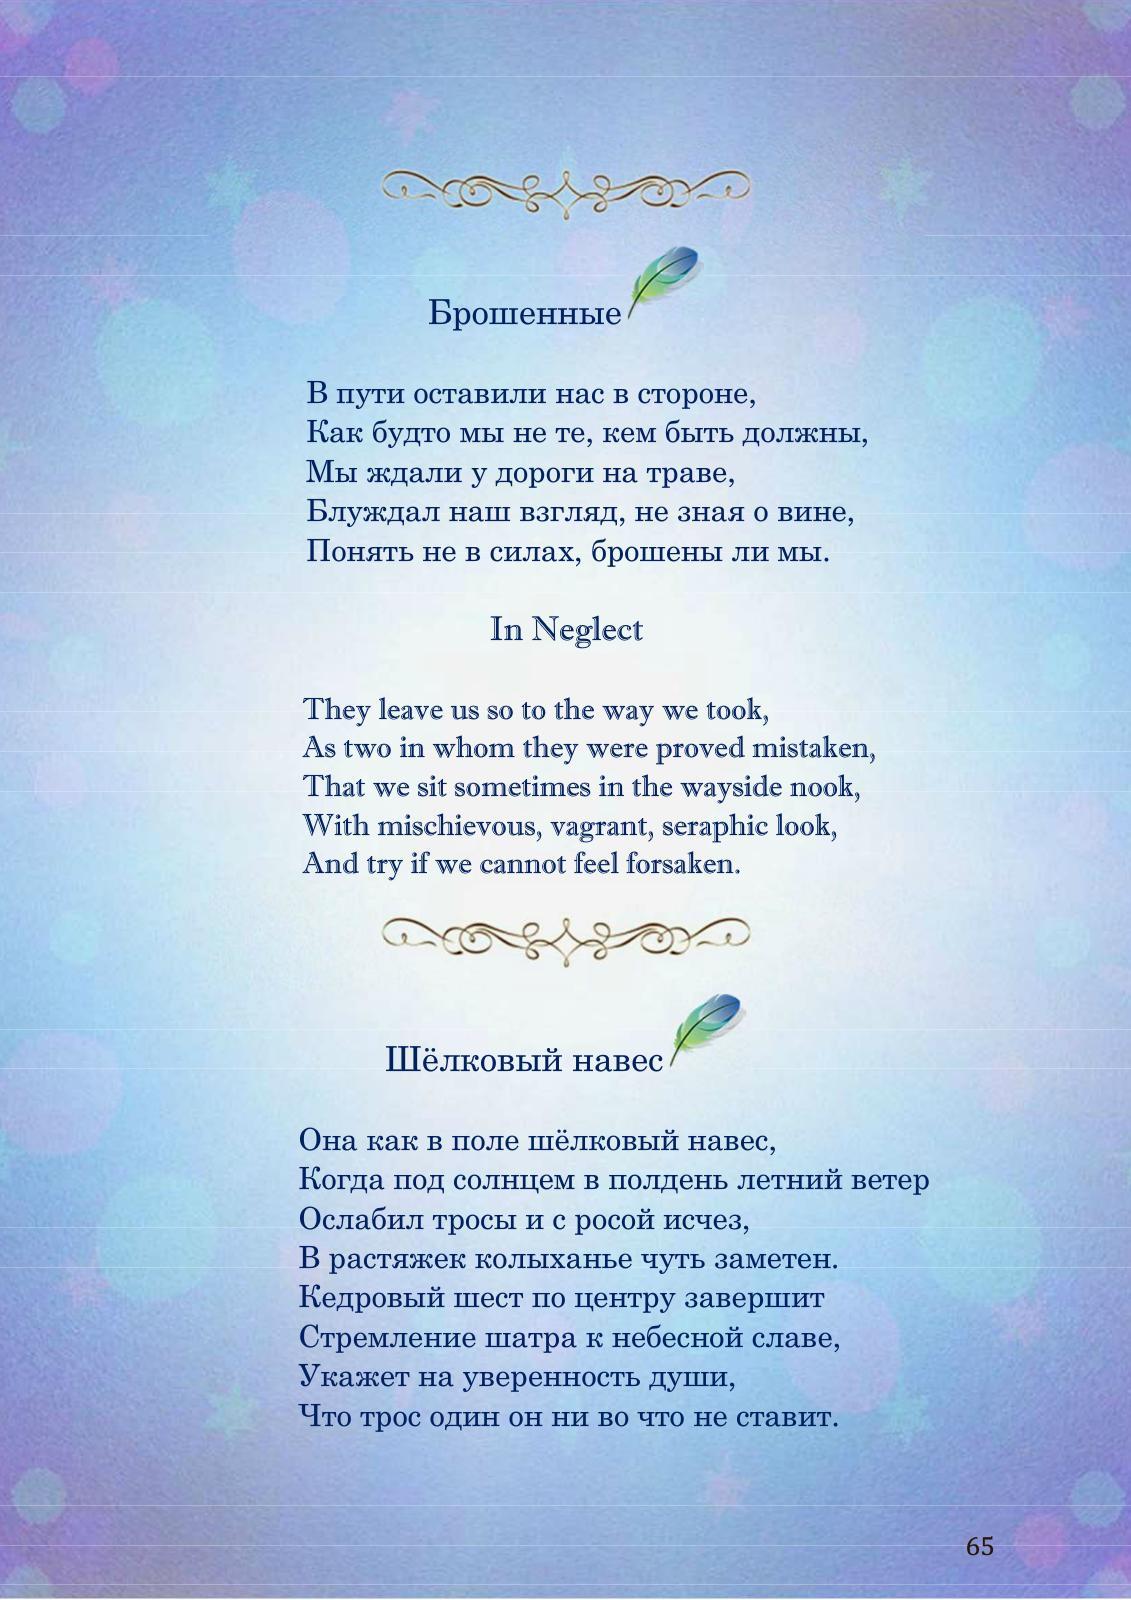 Брошенные
В пути оставили нас в стороне,
Как будто мы не те, кем быть должны,
Мы ждали у дороги на траве,
Блуждал наш взгляд, не зная о вине,
Понять не в силах, брошены ли мы.
In Neglect
They leave us so to the way we took,
As two in whom they were proved mistaken,
That we sit sometimes in the wayside nook,
With mischievous, vagrant, seraphic look,
And try if we cannot feel forsaken.
Шёлковый навес
Она как в поле шёлковый навес,
Когда под солнцем в полдень летний ветер
Ослабил тросы и с росой исчез,
В растяжек колыханье чуть заметен.
Кедровый шест по центру завершит
Стремление шатра к небесной славе,
Укажет на уверенность души,
Что трос один он ни во что не ставит.
65